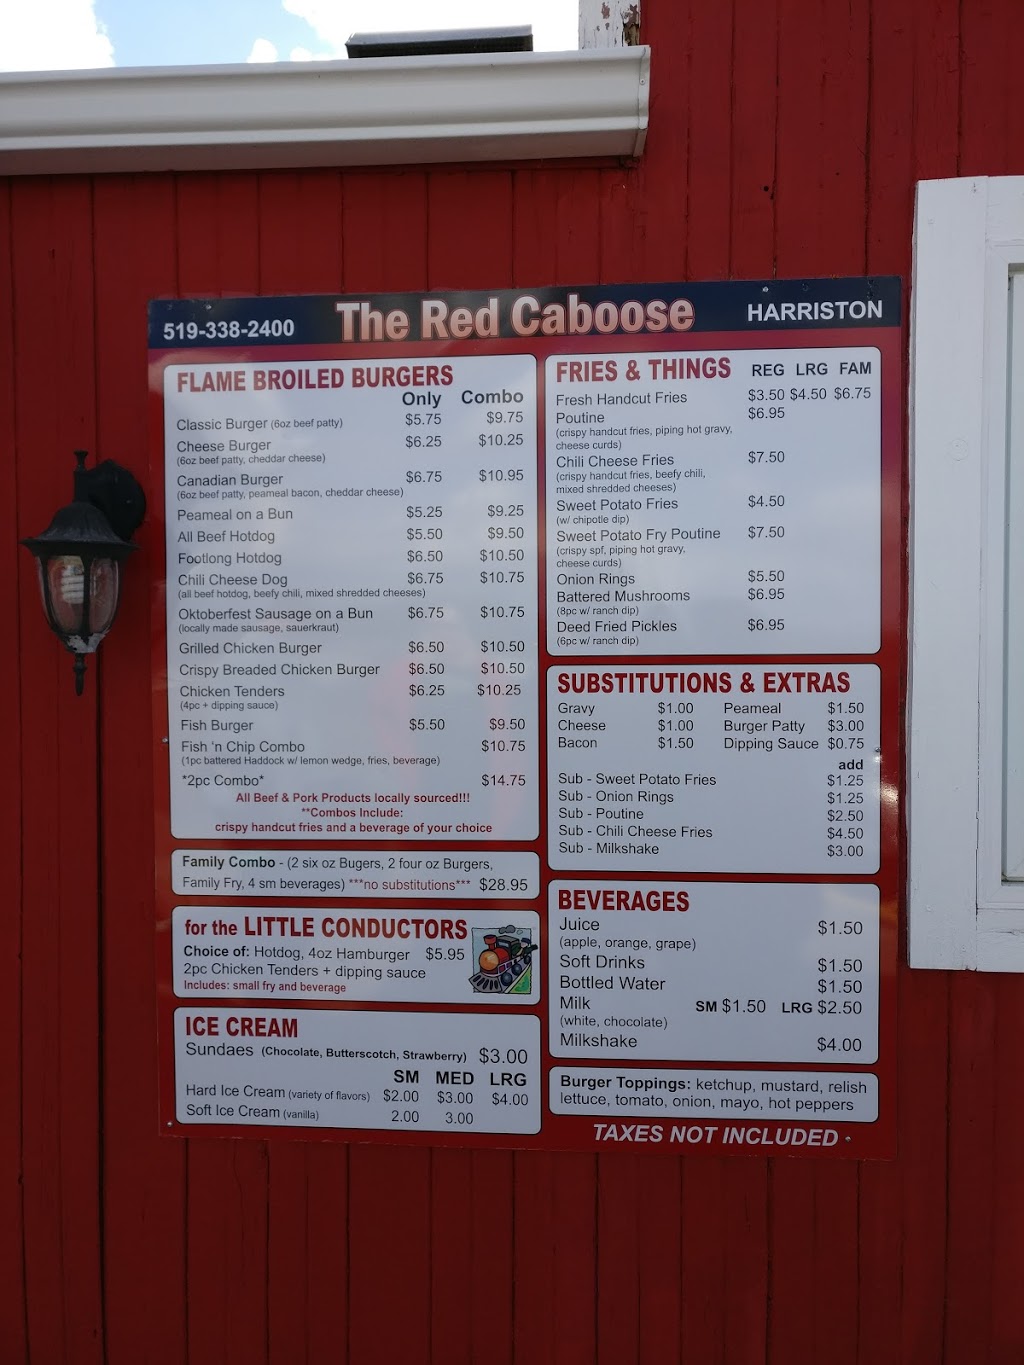 519-338-2400 The Red Caboose HARRISTON
FLAME BROILED BURGERS
Only Combo
Classic Burger (6oz beef patty) $5.75 $9.75
Cheese Burger $6.25 $10.25
(6oz beef patty, cheddar cheese)
Canadian Burger $6.75 $10.95
(6oz beef patty, peameal bacon, cheddar cheese)
Peameal on a Bun $5.25 $9.25
All Beef Hotdog $5.50 $9.50
Footlong Hotdog $6.50 $10.50
Chili Cheese Dog $6.75 $10.75
(all beef hotdog, beefy chili, mixed shredded cheeses)
Oktoberfest Sausage on a Bun $6.75 $10.75
(locally made sausage, sauerkraut)
Grilled Chicken Burger $6.50 $10.50
Crispy Breaded Chicken Burger $6.50 $10.50
Chicken Tenders $6.25 $10.25
(4pc + dipping sauce)
Fish Burger $5.50 $9.50
Fish 'n Chip Combo $10.75
(1pc battered Haddock w/ lemon wedge, fries, beverage)
*2pc Combo* $14.75
All Beef & Pork Products locally sourced!!!
**Combos Include:
crispy handcut fries and a beverage of your choice
Family Combo - (2 six oz Bugers, 2 four oz Burgers,
Family Fry, 4 sm beverages) ***no substitutions*** $28.95
for the LITTLE CONDUCTORS
Choice of: Hotdog, 4oz Hamburger $5.95
2pc Chicken Tenders + dipping sauce
Includes: small fry and beverage
ICE CREAM
Sundaes (Chocolate, Butterscotch, Strawberry) $3.00
SM MED LRG
Hard Ice Cream (variety of flavors) $2.00 $3.00 $4.00
Soft Ice Cream (vanilla) 2.00 3.00
FRIES & THINGS REG LRG FAM
Fresh Handcut Fries $3.50 $4.50 $6.75
Poutine $6.95
(crispy handcut fries, piping hot gravy,
cheese curds)
Chili Cheese Fries $7.50
(crispy handcut fries, beefy chili,
mixed shredded cheeses)
Sweet Potato Fries $4.50
(w/ chipotle dip)
Sweet Potato Fry Poutine $7.50
(crispy spf, piping hot gravy,
cheese curds)
Onion Rings $5.50
Battered Mushrooms $6.95
(8pc w/ ranch dip)
Deed Fried Pickles $6.95
(6pc w/ ranch dip)
SUBSTITUTIONS & EXTRAS
Gravy $1.00 Peameal $1.50
Cheese $1.00 Burger Patty $3.00
Bacon $1.50 Dipping Sauce $0.75
add
Sub - Sweet Potato Fries $1.25
Sub - Onion Rings $1.25
Sub - Poutine $2.50
Sub - Chili Cheese Fries $4.50
Sub - Milkshake $3.00
BEVERAGES
Juice $1.50
(apple, orange, grape)
Soft Drinks $1.50
Bottled Water $1.50
Milk SM $1.50 LRG $2.50
(white, chocolate)
Milkshake $4.00
Burger Toppings: ketchup, mustard, relish
lettuce, tomato, onion, mayo, hot peppers
TAXES NOT INCLUDED